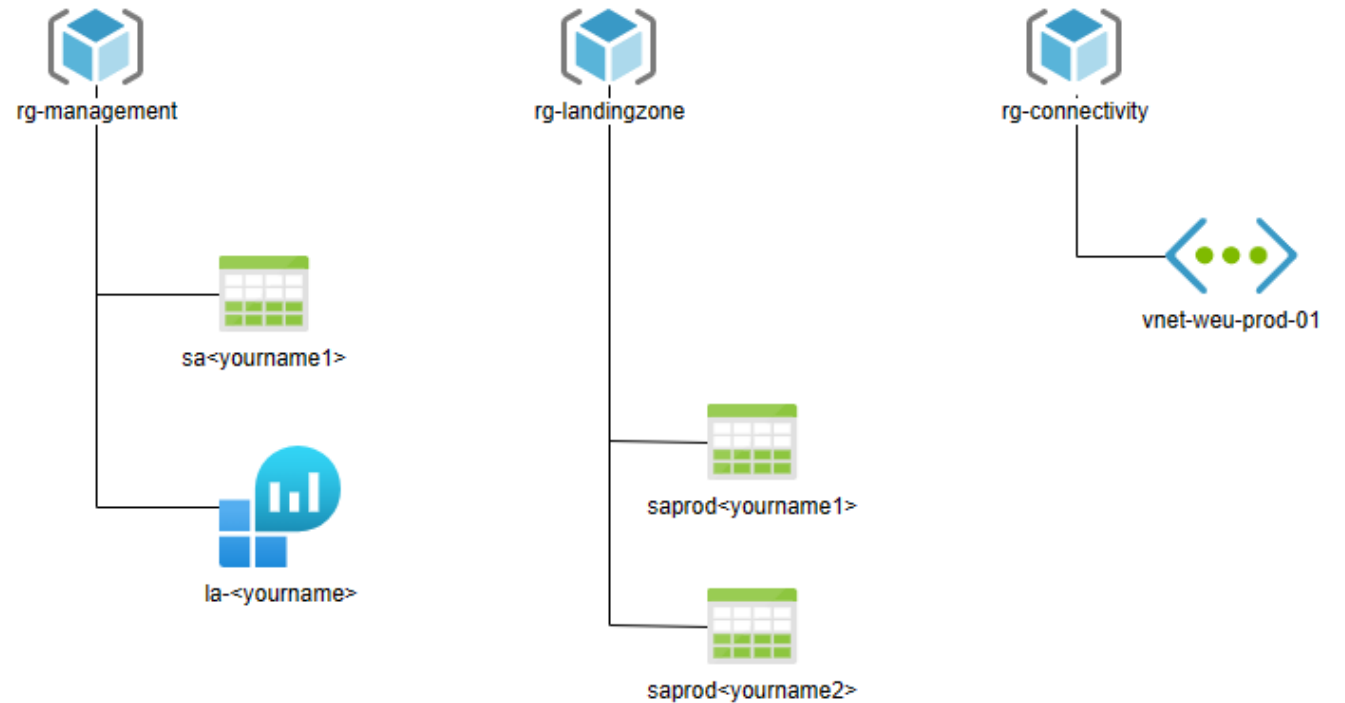 rg-management
rg-landingzone
rg-connectivity
vnet-weu-prod-01
sa<yourname1>
saprod<yourname1>
la-<yourname>
saprod<yourname2>